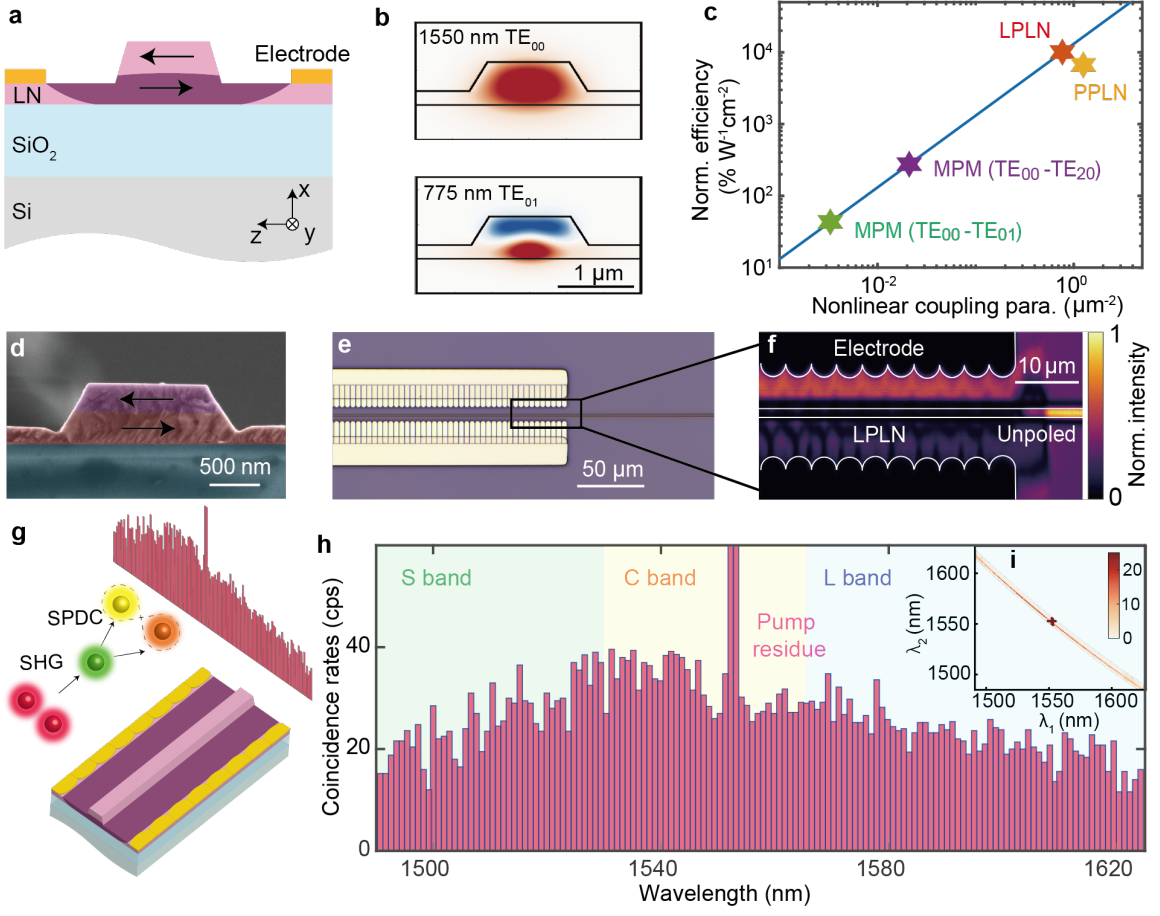 a
Electrode
LN
SiO2
Si
x
z
y
b
1550 nm TE00
775 nm TE01
1 μm
c
Norm. efficiency
(% W-1cm-2)
104
103
102
101
LPLN
PPLN
MPM (TE00 -TE20)
MPM (TE00 -TE01)
10-2
100
Nonlinear coupling para. (μm-2)
d
500 nm
e
50 μm
f
Electrode
10 μm
LPLN
Unpoled
1
0
Norm. intensity
g
SPDC
SHG
h
Coincidence rates (cps)
40
20
0
S band
C band
L band
Pump
residue
1500
1540
1580
1620
Wavelength (nm)
i
λ2 (nm)
1600
1550
1500
1500
1550
1600
λ1 (nm)
20
10
0